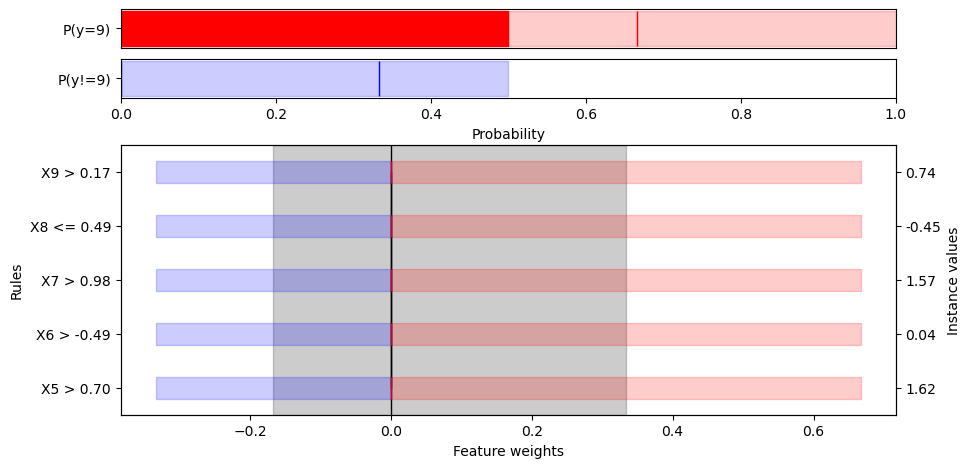 P(y=9)
P(y!=9)
0.0 0.2 0.4 0.6 0.8 1.0
Probability
X9 > 0.17 0.74
X8 <= 0.49 -0.45
X7 > 0.98 1.57
X6 > -0.49 0.04
X5 > 0.70 1.62
Rules
Instance values
−0.2 0.0 0.2 0.4 0.6
Feature weights